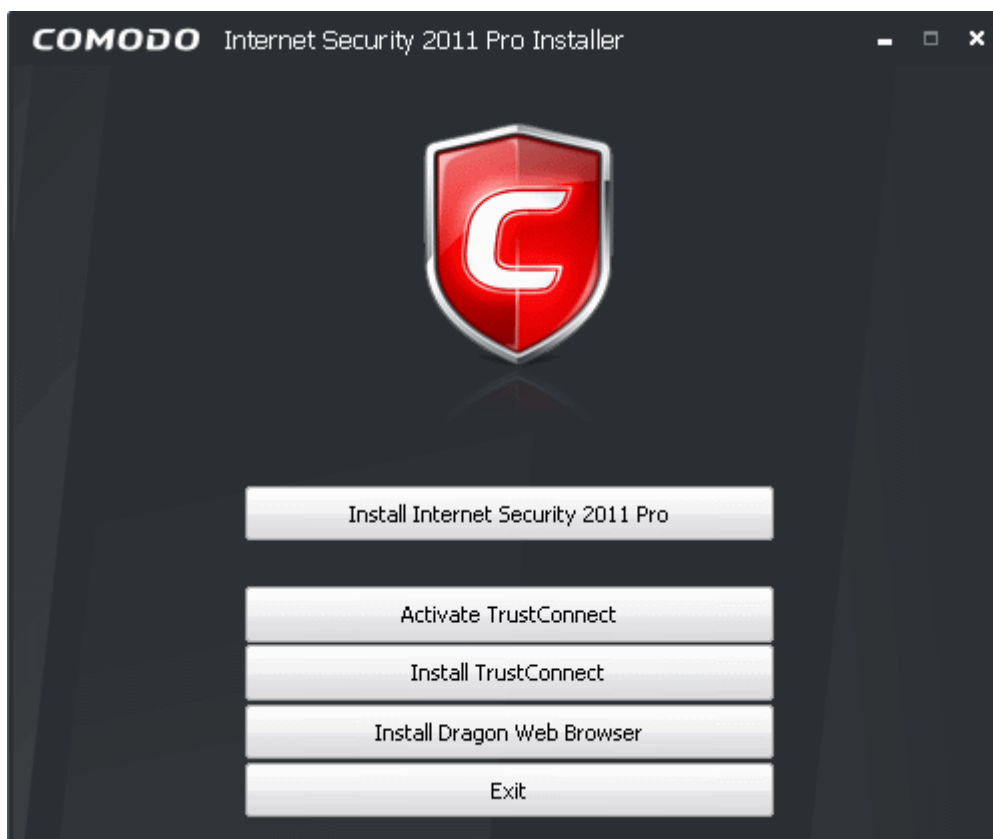 COMODO Internet Security 2011 Pro Installer
C
Install Internet Security 2011 Pro
Activate TrustConnect
Install TrustConnect
Install Dragon Web Browser
Exit